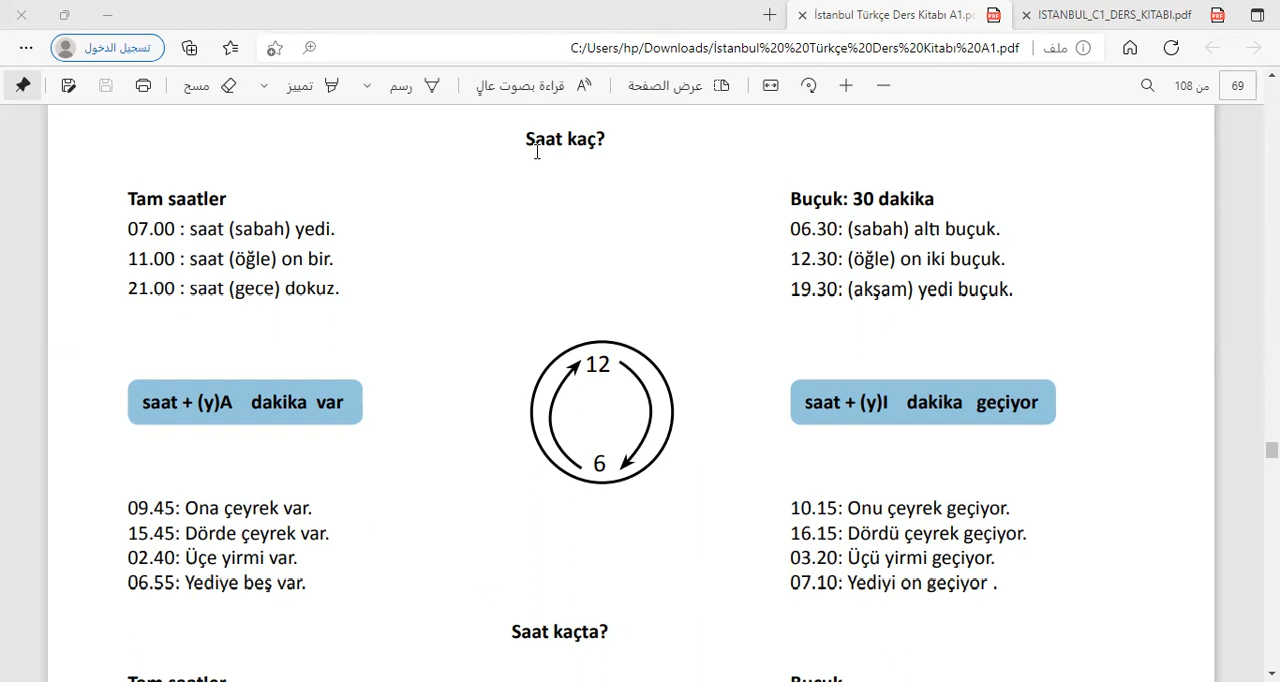 İstanbul Türkçe Ders Kitabı A1.p
ISTANBUL_C1_DERS_KITABI.pdf
تسجيل الدخول
C:/Users/hp/Downloads/İstanbul%20%20Türkçe%20Ders%20Kitabı%20A1.pdf
ملف
مسح
تمييز
رسم
قراءة بصوت عالٍ
عرض الصفحة
من 108
69
Saat kaç?
Tam saatler
07.00 : saat (sabah) yedi.
11.00 : saat (öğle) on bir.
21.00 : saat (gece) dokuz.
Buçuk: 30 dakika
06.30: (sabah) altı buçuk.
12.30: (öğle) on iki buçuk.
19.30: (akşam) yedi buçuk.
saat + (y)A dakika var
12
6
saat + (y)I dakika geçiyor
09.45: Ona çeyrek var.
15.45: Dörde çeyrek var.
02.40: Üçe yirmi var.
06.55: Yediye beş var.
10.15: Onu çeyrek geçiyor.
16.15: Dördü çeyrek geçiyor.
03.20: Üçü yirmi geçiyor.
07.10: Yediyi on geçiyor .
Saat kaçta?
Tam saatler
Buçuk